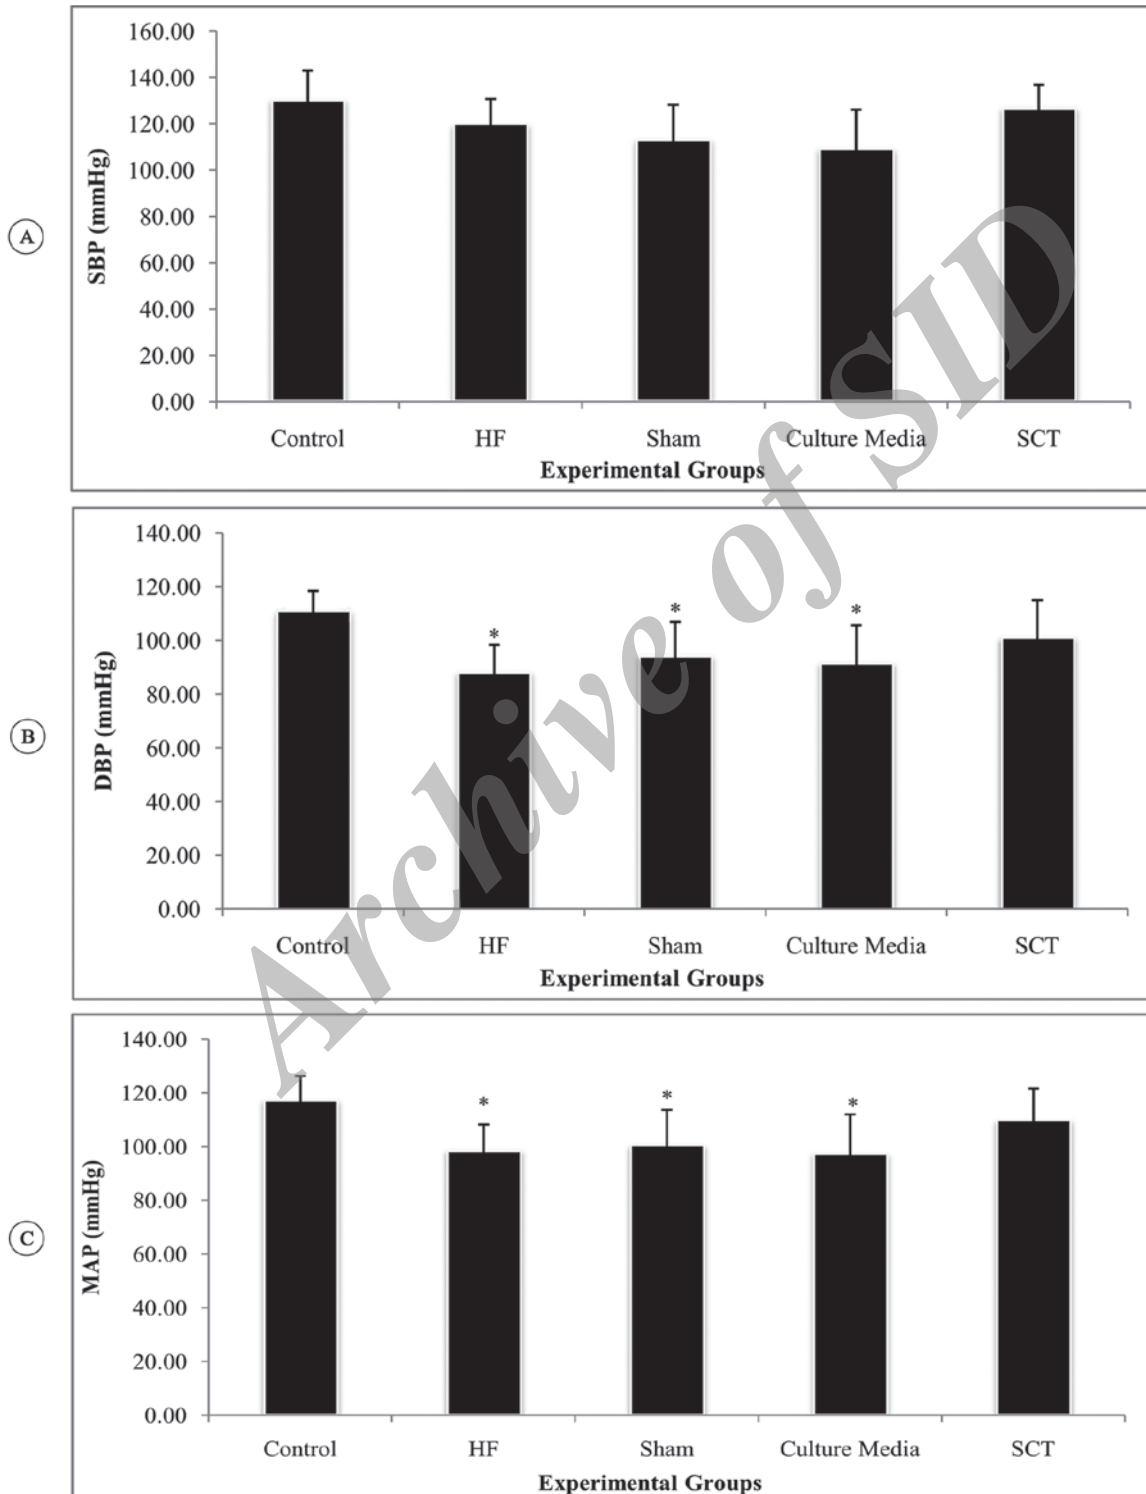 A
SBP (mmHg)
160.00
140.00
120.00
100.00
80.00
60.00
40.00
20.00
0.00
Control HF Sham Culture Media SCT
Experimental Groups
B
DBP (mmHg)
140.00
120.00
100.00
80.00
60.00
40.00
20.00
0.00
* * *
Control HF Sham Culture Media SCT
Experimental Groups
C
MAP (mmHg)
140.00
120.00
100.00
80.00
60.00
40.00
20.00
0.00
* * *
Control HF Sham Culture Media SCT
Experimental Groups
Archive of SID